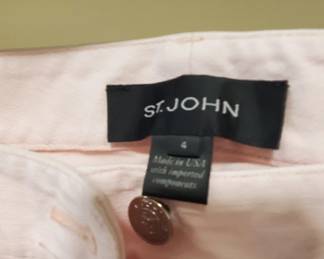 ST. JOHN
4
Made in USA
with imported
components